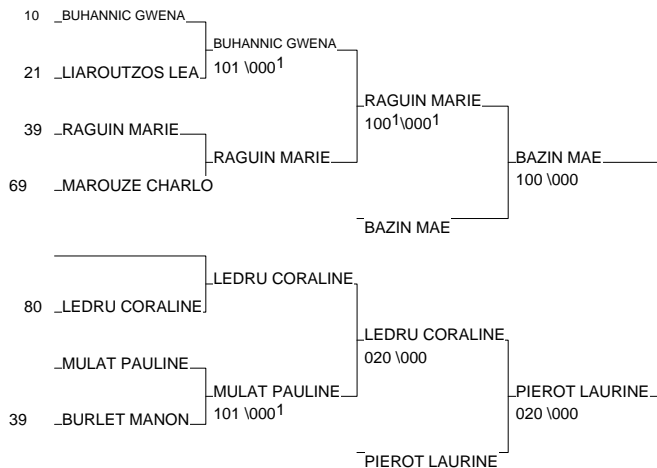 10 BUHANNIC GWENA
BUHANNIC GWENA
101 \000¹
21 LIAROUTZOS LEA
RAGUIN MARIE
100¹\000¹
39 RAGUIN MARIE
RAGUIN MARIE
BAZIN MAE
100 \000
69 MAROUZE CHARLO
BAZIN MAE
LEDRU CORALINE
80 LEDRU CORALINE
LEDRU CORALINE
020 \000
MULAT PAULINE
MULAT PAULINE
101 \000¹
PIEROT LAURINE
020 \000
39 BURLET MANON
PIEROT LAURINE